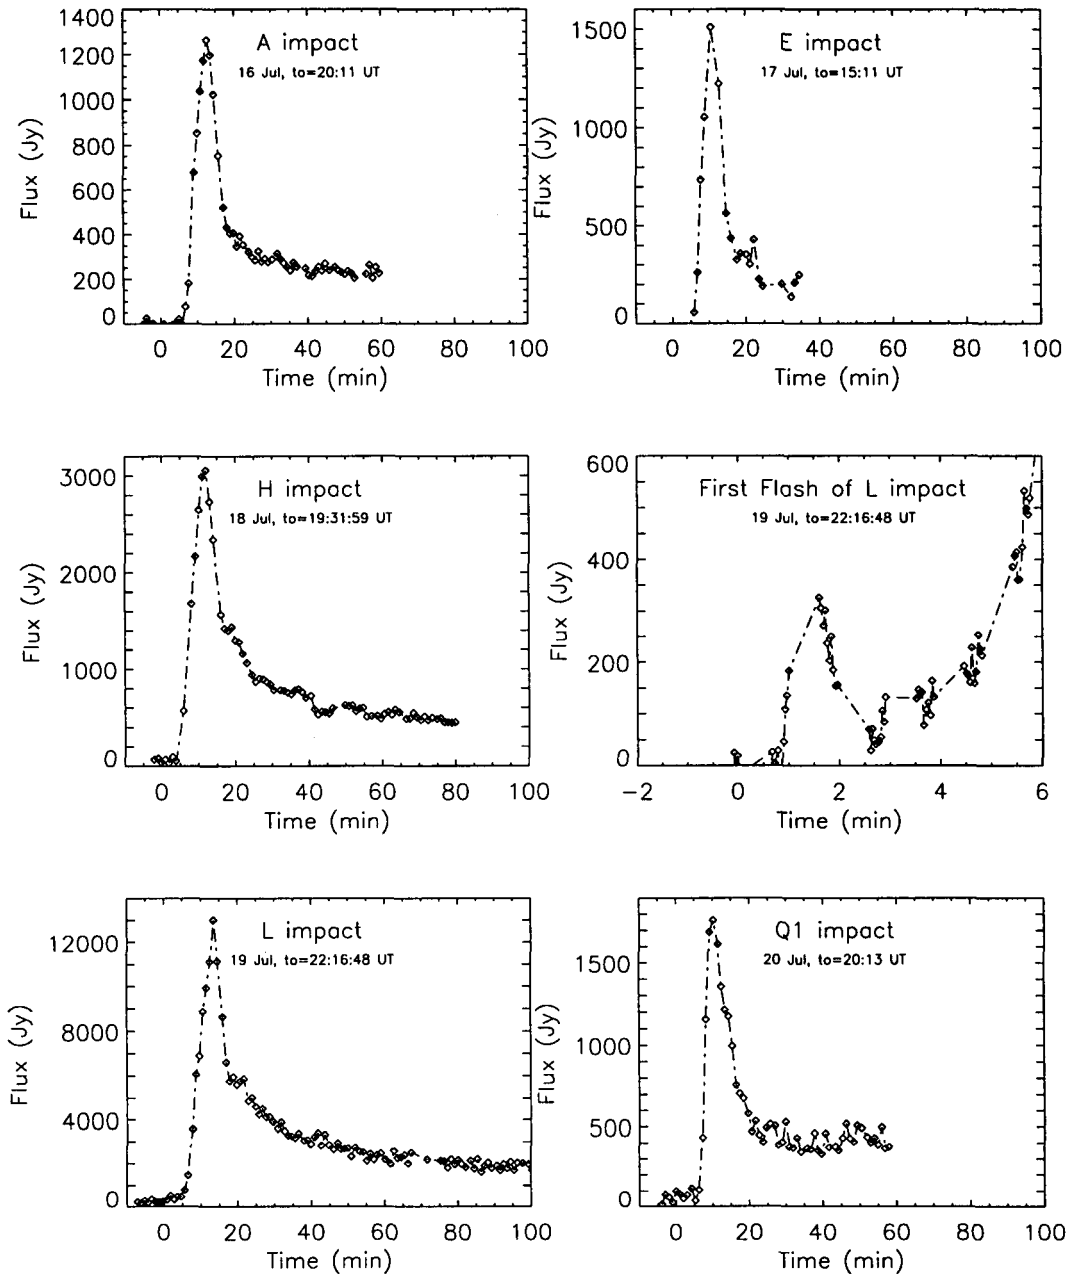 A impact
16 Jul, to=20:11 UT
Flux (Jy)
1400
1200
1000
800
600
400
200
0
0 20 40 60 80 100
Time (min)
E impact
17 Jul, to=15:11 UT
Flux (Jy)
1500
1000
500
0
0 20 40 60 80 100
Time (min)
H impact
18 Jul, to=19:31:59 UT
Flux (Jy)
3000
2000
1000
0
0 20 40 60 80 100
Time (min)
First Flash of L impact
19 Jul, to=22:16:48 UT
Flux (Jy)
600
400
200
0
−2 0 2 4 6
Time (min)
L impact
19 Jul, to=22:16:48 UT
Flux (Jy)
12000
8000
4000
0
0 20 40 60 80 100
Time (min)
Q1 impact
20 Jul, to=20:13 UT
Flux (Jy)
1500
1000
500
0
0 20 40 60 80 100
Time (min)